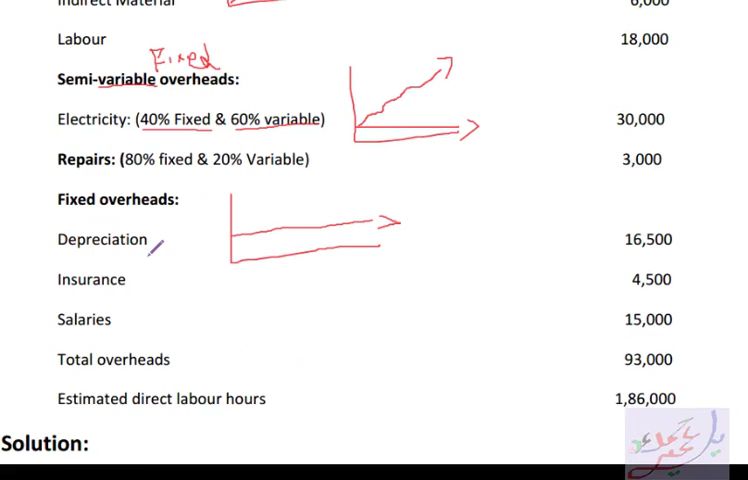 Indirect Material 6,000
Labour 18,000
Fixed
Semi-variable overheads:
Electricity: (40% Fixed & 60% variable) 30,000
Repairs: (80% fixed & 20% Variable) 3,000
Fixed overheads:
Depreciation 16,500
Insurance 4,500
Salaries 15,000
Total overheads 93,000
Estimated direct labour hours 1,86,000
Solution: